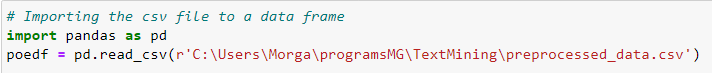 # Importing the csv file to a data frame
import pandas as pd
poedf = pd.read_csv(r'C:\Users\Morga\programsMG\TextMining\preprocessed_data.csv')